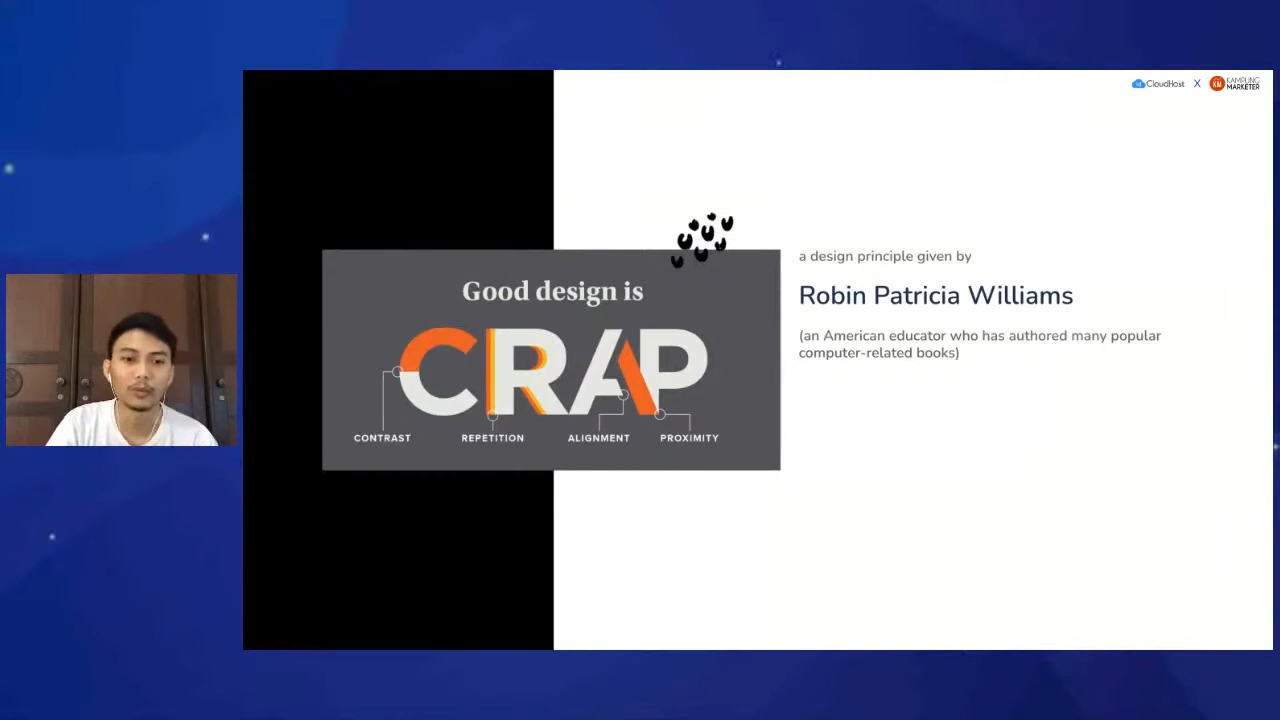 CloudHost X KM KAMPUNG
MARKETER
Good design is
CRAP
CONTRAST REPETITION ALIGNMENT PROXIMITY
a design principle given by
Robin Patricia Williams
(an American educator who has authored many popular
computer-related books)